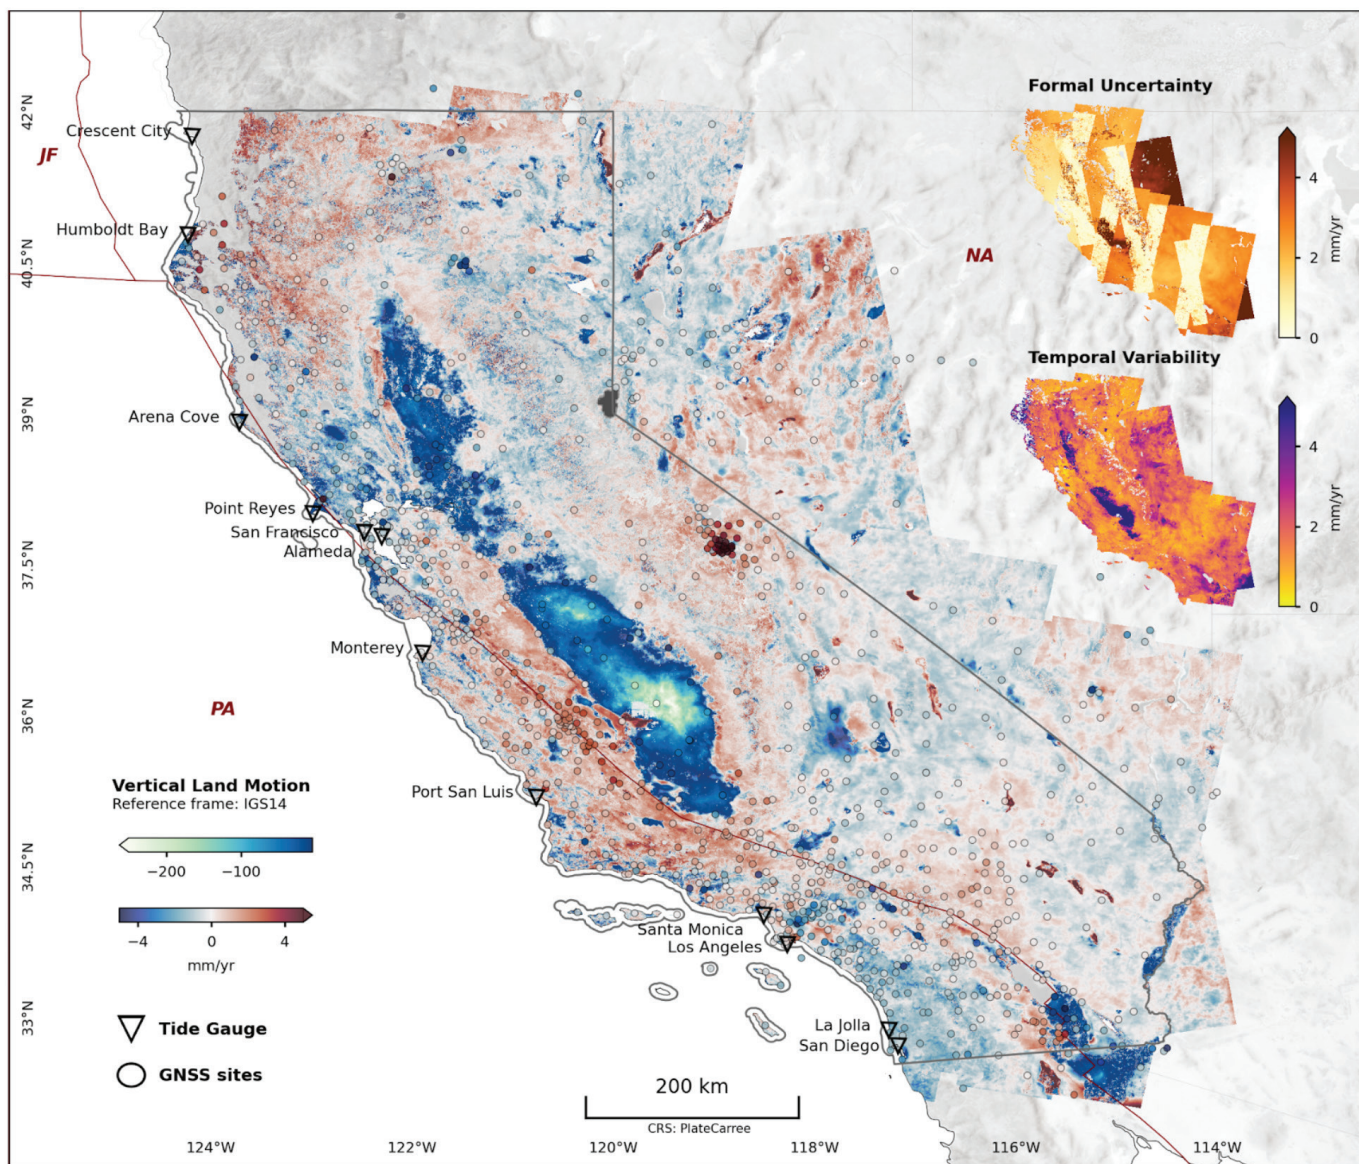 Formal Uncertainty
42°N
Crescent City
JF
4
Humboldt Bay
NA
mm/yr
2
40.5°N
0
Temporal Variability
39°N
Arena Cove
4
Point Reyes
San Francisco
Alameda
mm/yr
2
37.5°N
0
Monterey
36°N
PA
Vertical Land Motion
Reference frame: IGS14
Port San Luis
−200 −100
34.5°N
−4 0 4
mm/yr
Santa Monica
Los Angeles
33°N
Tide Gauge
La Jolla
San Diego
GNSS sites
200 km
CRS: PlateCarree
124°W 122°W 120°W 118°W 116°W 114°W